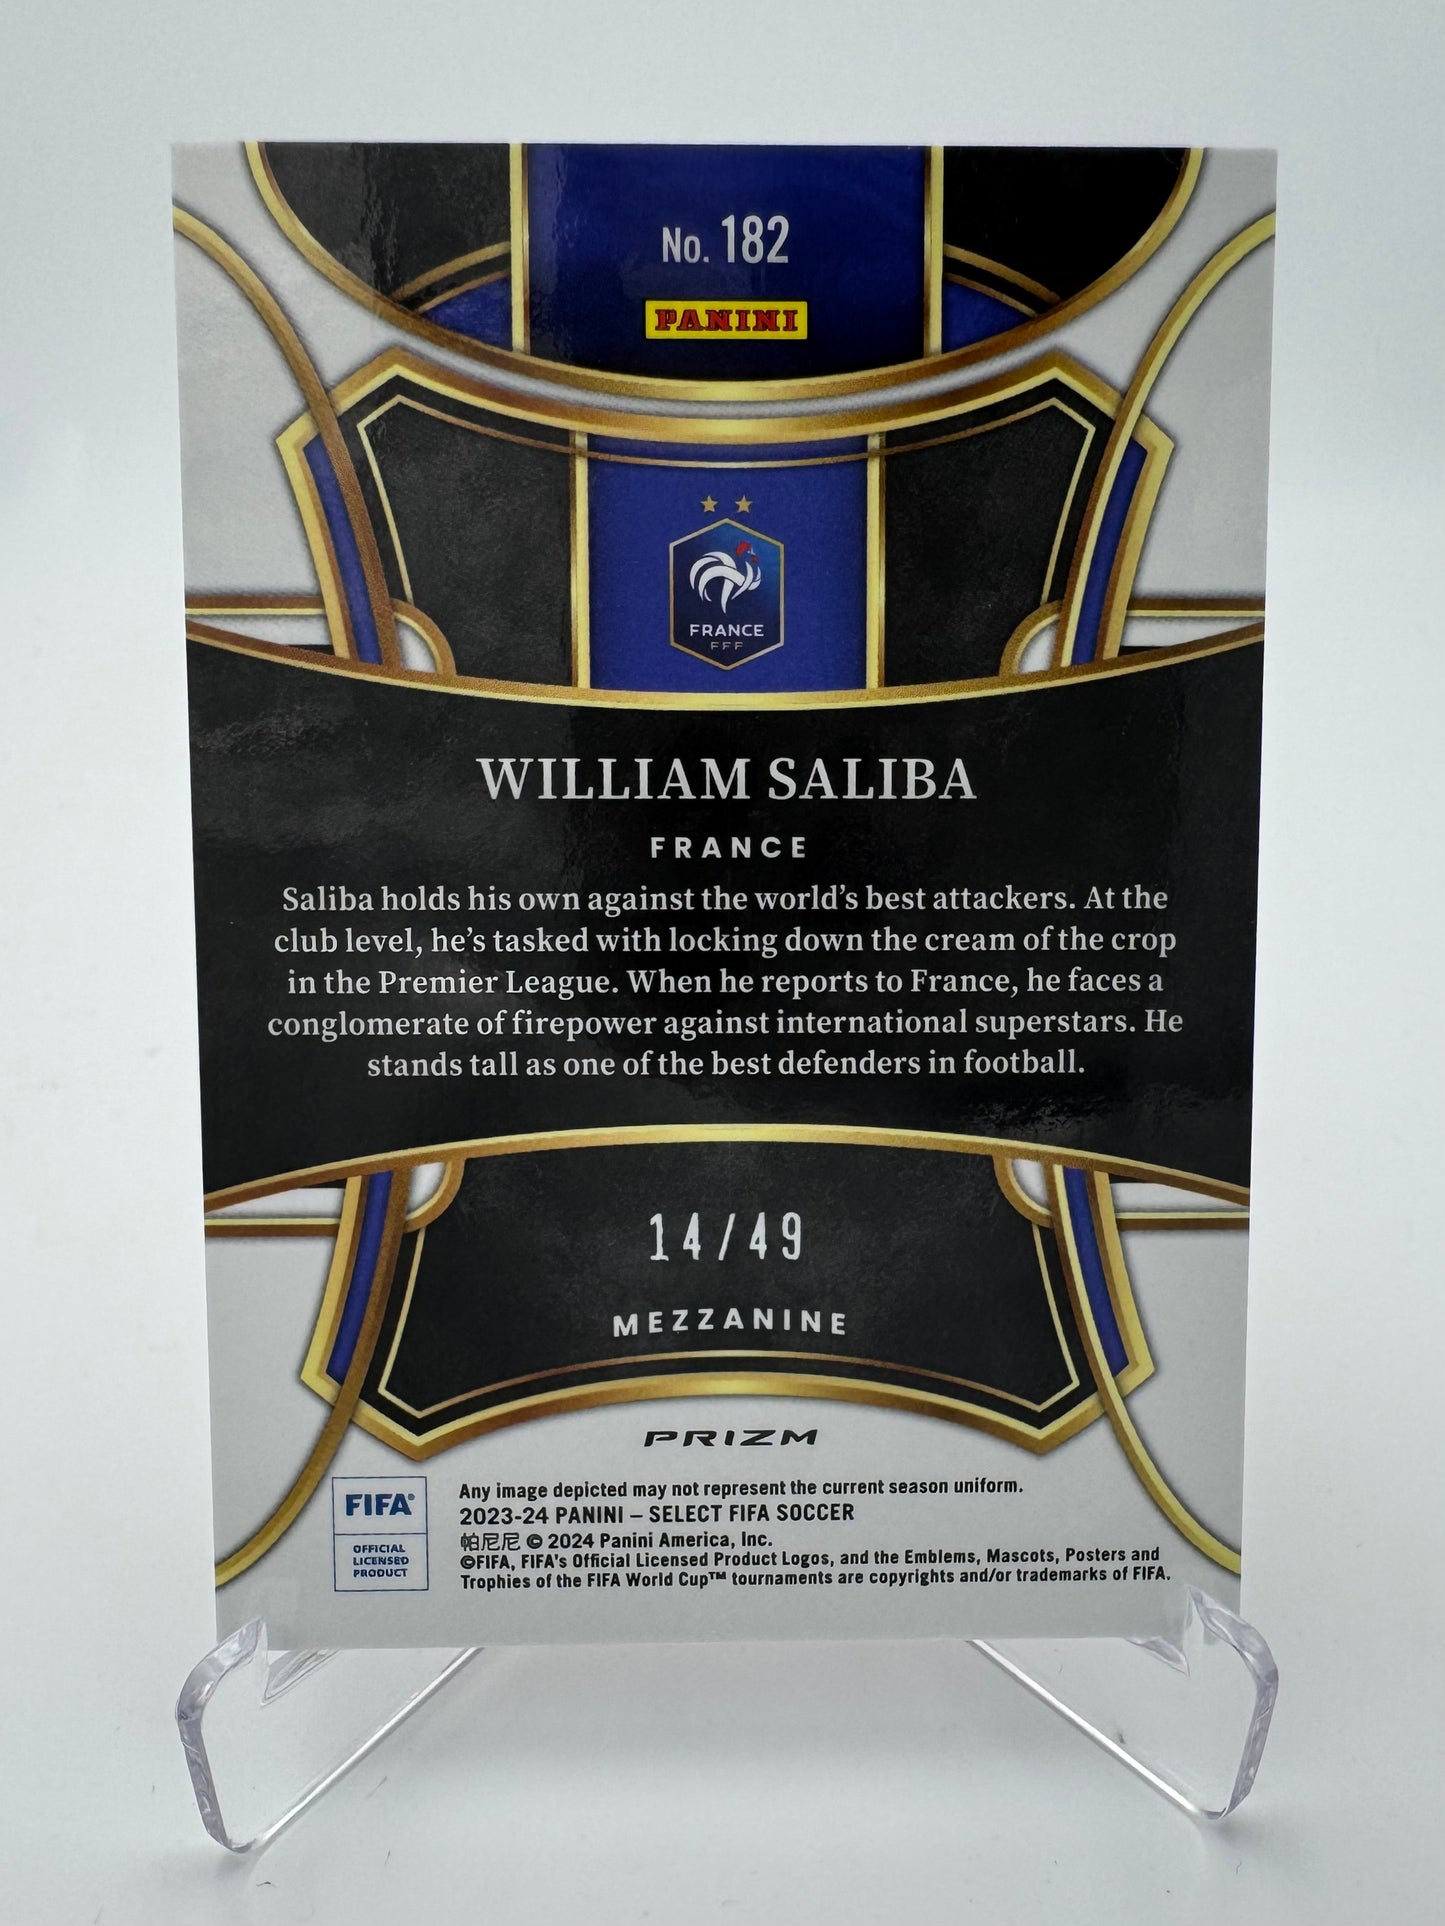 No. 182
PANINI
FRANCE
FFF
WILLIAM SALIBA
FRANCE
Saliba holds his own against the world's best attackers. At the
club level, he's tasked with locking down the cream of the crop
in the Premier League. When he reports to France, he faces a
conglomerate of firepower against international superstars. He
stands tall as one of the best defenders in football.
14/49
MEZZANINE
PRIZM
FIFA®
OFFICIAL
LICENSED
PRODUCT
Any image depicted may not represent the current season uniform.
2023-24 PANINI – SELECT FIFA SOCCER
帕尼尼 © 2024 Panini America, Inc.
©FIFA, FIFA's Official Licensed Product Logos, and the Emblems, Mascots, Posters and
Trophies of the FIFA World Cup™ tournaments are copyrights and/or trademarks of FIFA.